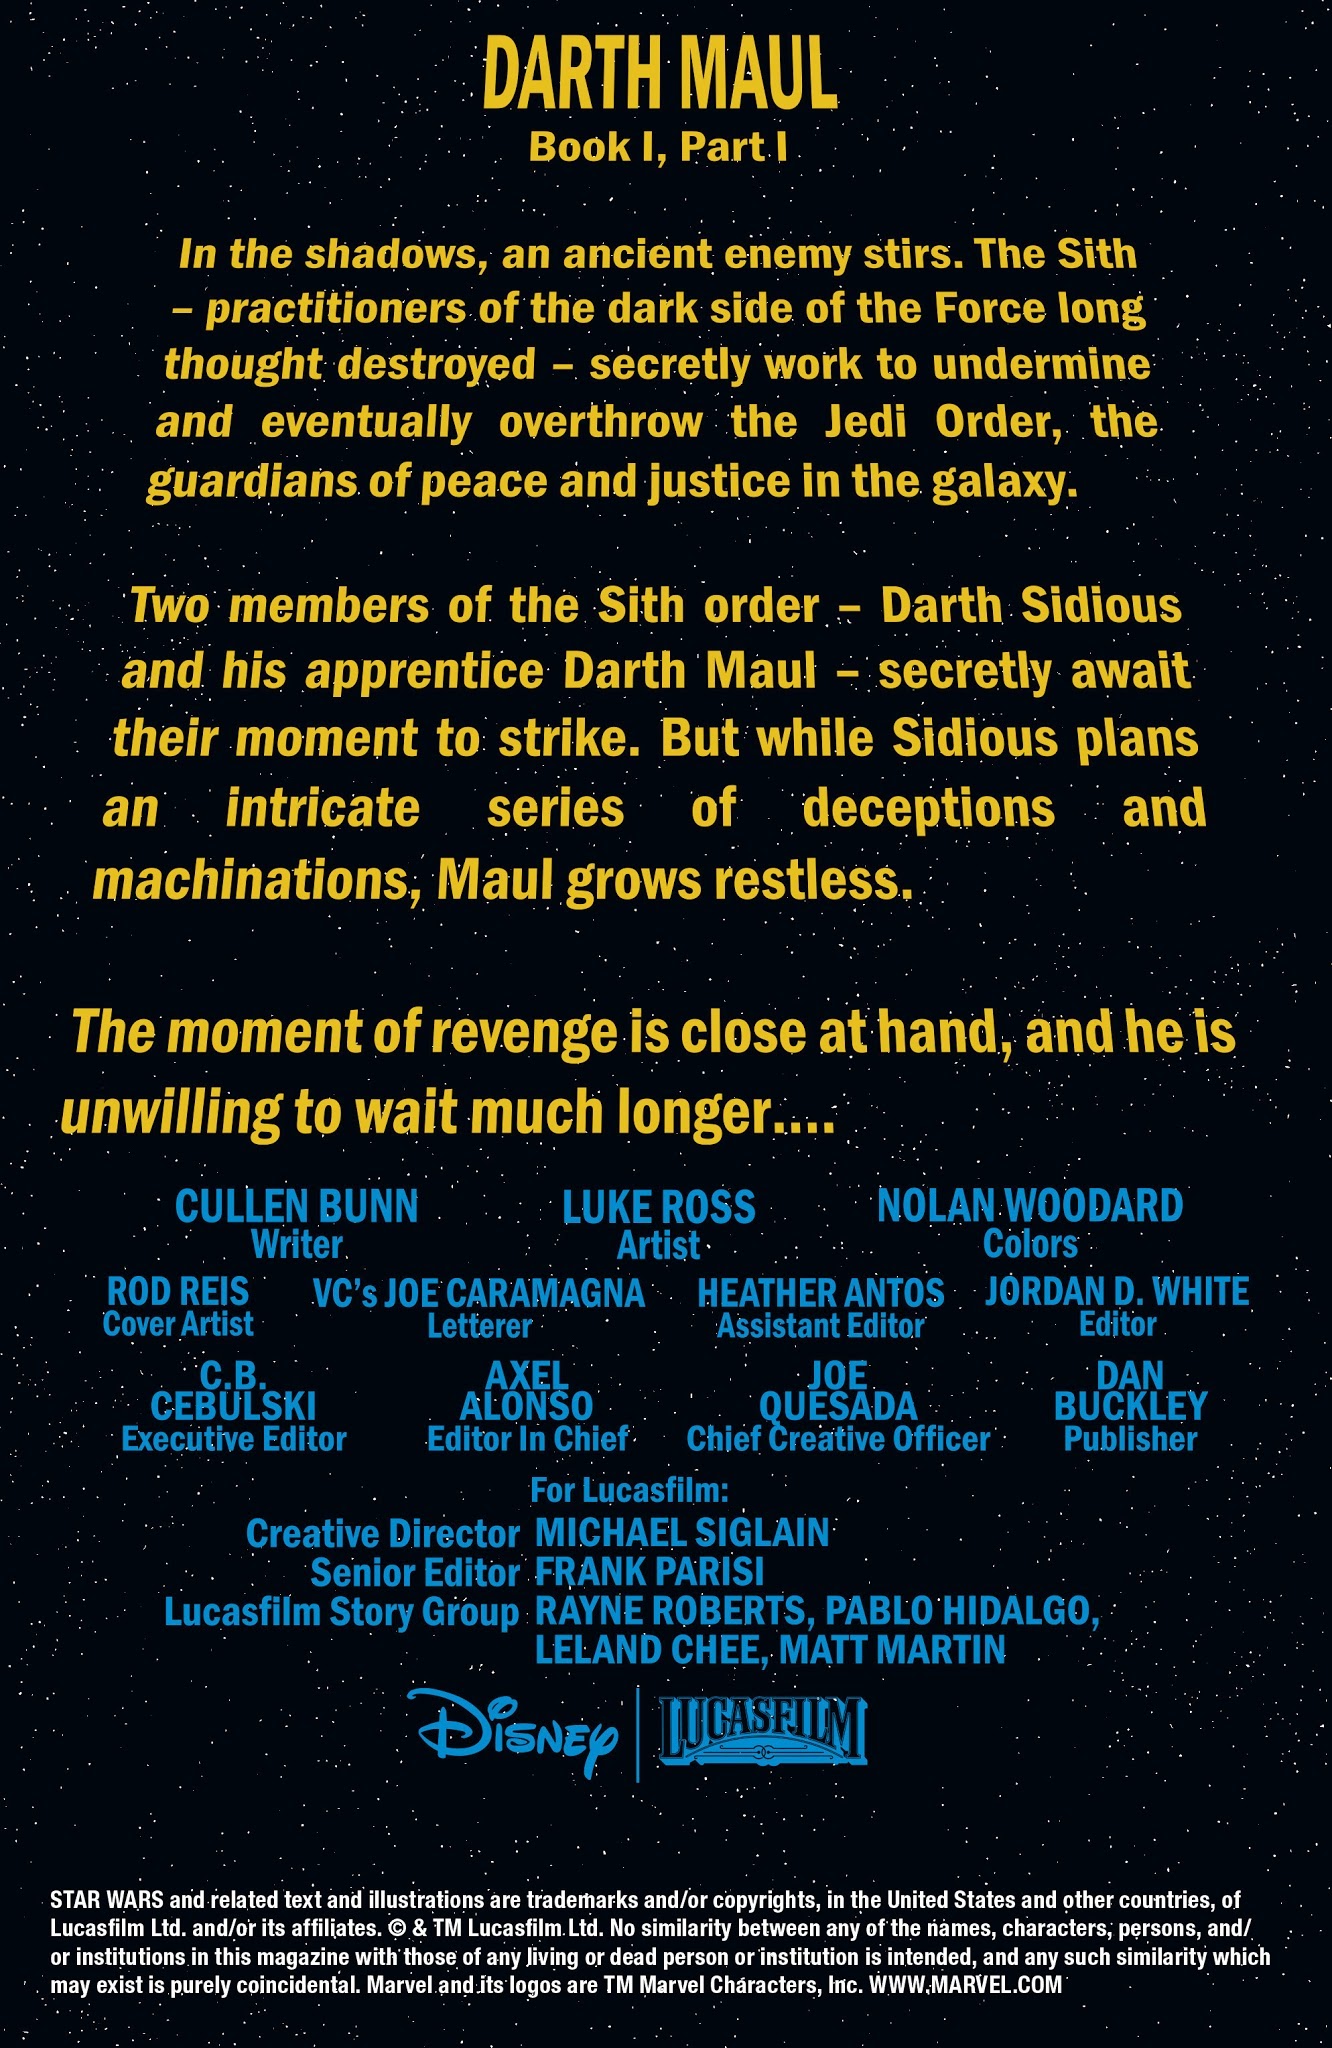 DARTH MAUL
Book I, Part I
In the shadows, an ancient enemy stirs. The Sith
– practitioners of the dark side of the Force long
thought destroyed – secretly work to undermine
and eventually overthrow the Jedi Order, the
guardians of peace and justice in the galaxy.
Two members of the Sith order – Darth Sidious
and his apprentice Darth Maul – secretly await
their moment to strike. But while Sidious plans
an intricate series of deceptions and
machinations, Maul grows restless.
The moment of revenge is close at hand, and he is
unwilling to wait much longer....
CULLEN BUNN LUKE ROSS NOLAN WOODARD
Writer Artist Colors
ROD REIS VC's JOE CARAMAGNA HEATHER ANTOS JORDAN D. WHITE
Cover Artist Letterer Assistant Editor Editor
C.B. AXEL JOE DAN
CEBULSKI ALONSO QUESADA BUCKLEY
Executive Editor Editor In Chief Chief Creative Officer Publisher
For Lucasfilm:
Creative Director MICHAEL SIGLAIN
Senior Editor FRANK PARISI
Lucasfilm Story Group RAYNE ROBERTS, PABLO HIDALGO,
LELAND CHEE, MATT MARTIN
DISNEY LUCASFILM
STAR WARS and related text and illustrations are trademarks and/or copyrights, in the United States and other countries, of
Lucasfilm Ltd. and/or its affiliates. © & TM Lucasfilm Ltd. No similarity between any of the names, characters, persons, and/
or institutions in this magazine with those of any living or dead person or institution is intended, and any such similarity which
may exist is purely coincidental. Marvel and its logos are TM Marvel Characters, Inc. WWW.MARVEL.COM